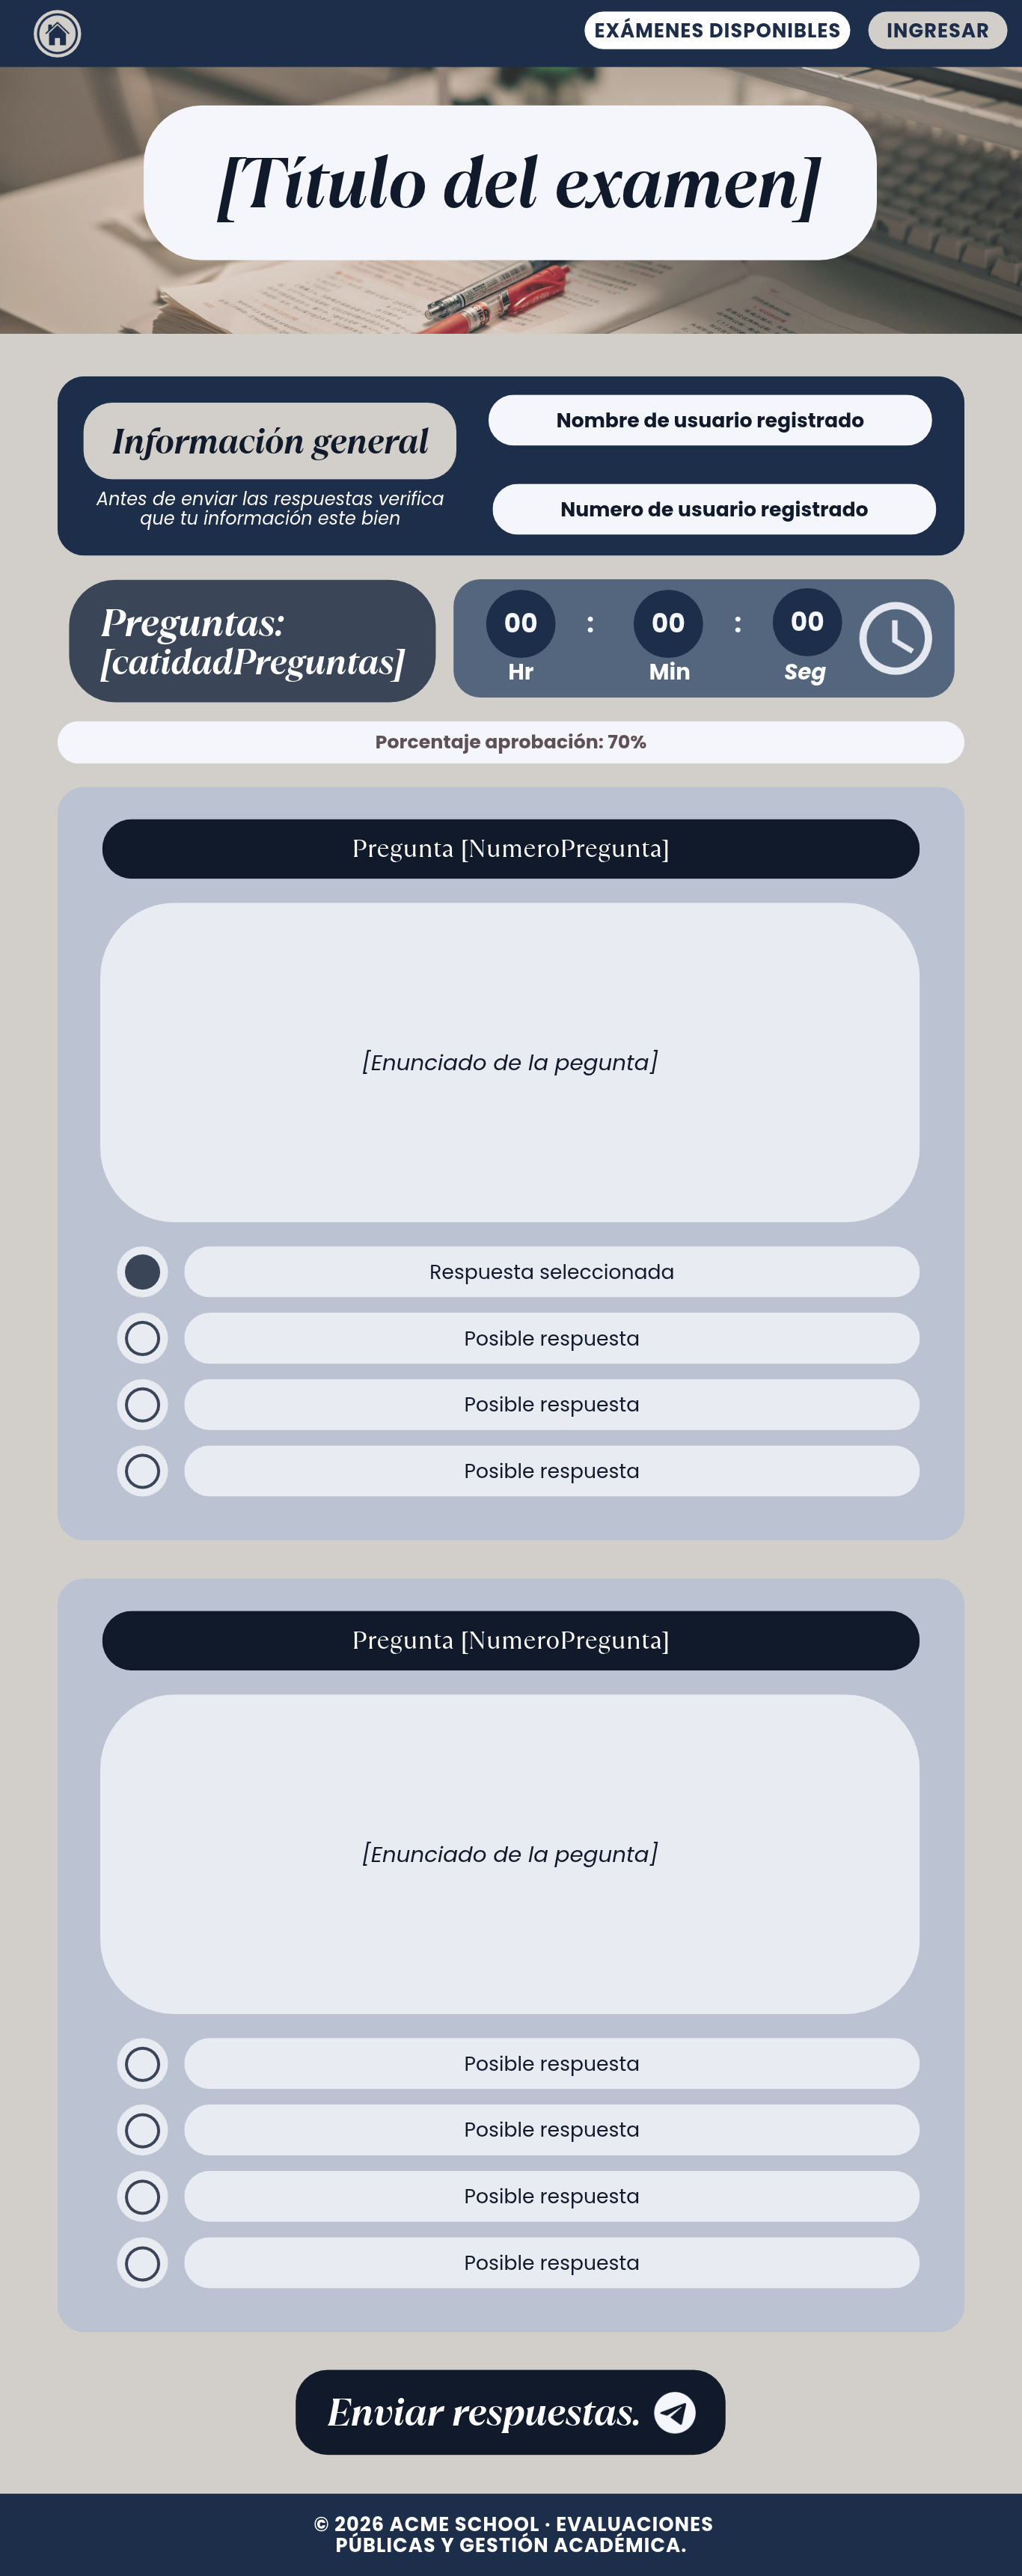 EXÁMENES DISPONIBLES
INGRESAR
[Título del examen]
Información general
Antes de enviar las respuestas verifica
que tu información este bien
Nombre de usuario registrado
Numero de usuario registrado
Preguntas:
[catidadPreguntas]
00 : 00 : 00
Hr Min Seg
Porcentaje aprobación: 70%
Pregunta [NumeroPregunta]
[Enunciado de la pegunta]
Respuesta seleccionada
Posible respuesta
Posible respuesta
Posible respuesta
Pregunta [NumeroPregunta]
[Enunciado de la pegunta]
Posible respuesta
Posible respuesta
Posible respuesta
Posible respuesta
Enviar respuestas.
© 2026 ACME SCHOOL · EVALUACIONES
PÚBLICAS Y GESTIÓN ACADÉMICA.